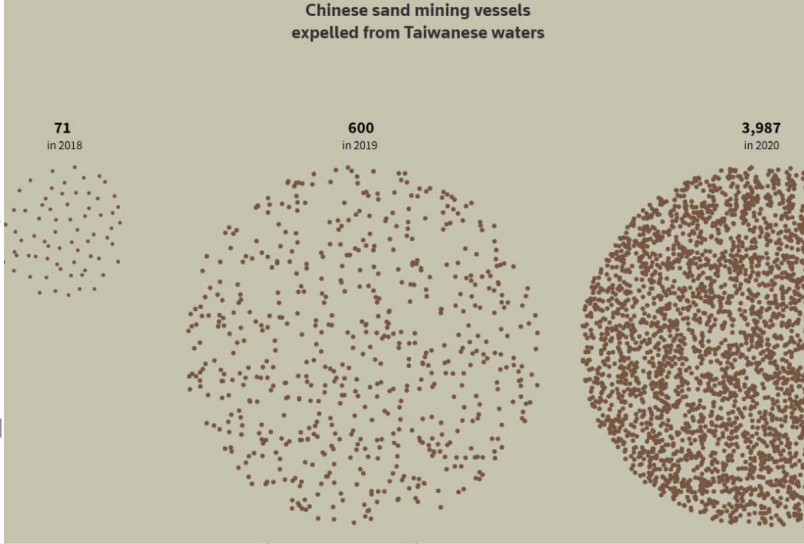 Chinese sand mining vessels
expelled from Taiwanese waters
71
in 2018
600
in 2019
3,987
in 2020